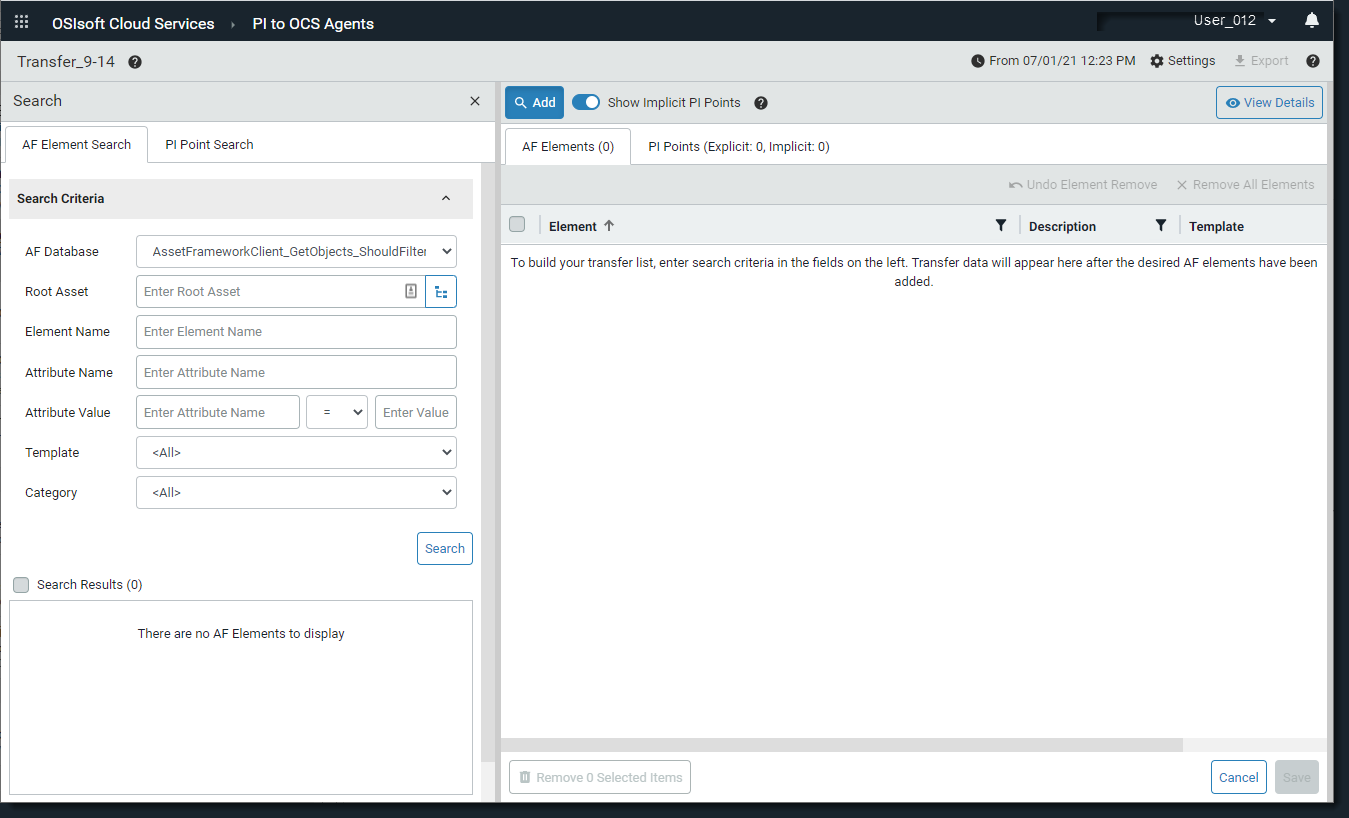 OSIsoft Cloud Services › PI to OCS Agents User_012
Transfer_9-14 From 07/01/21 12:23 PM Settings Export
Search
AF Element Search PI Point Search
Search Criteria
AF Database AssetFrameworkClient_GetObjects_ShouldFilter
Root Asset Enter Root Asset
Element Name Enter Element Name
Attribute Name Enter Attribute Name
Attribute Value Enter Attribute Name = Enter Value
Template <All>
Category <All>
Search
Search Results (0)
There are no AF Elements to display
Add Show Implicit PI Points View Details
AF Elements (0) PI Points (Explicit: 0, Implicit: 0)
Undo Element Remove Remove All Elements
Element Description Template
To build your transfer list, enter search criteria in the fields on the left. Transfer data will appear here after the desired AF elements have been
added.
Remove 0 Selected Items Cancel Save